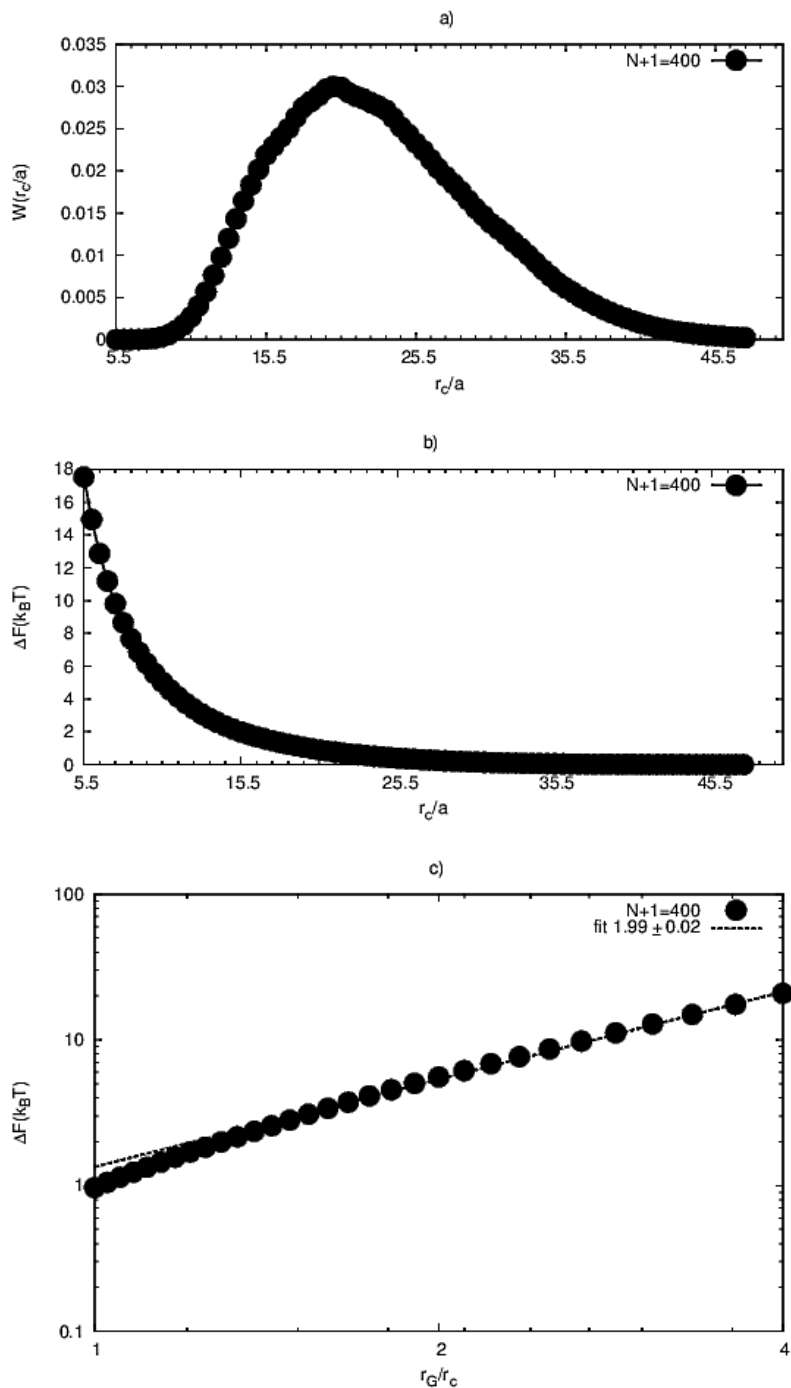 a)
0.035
0.03
0.025
0.02
0.015
0.01
0.005
0
W(r_c/a)
N+1=400
5.5 15.5 25.5 35.5 45.5
r_c/a
b)
18
16
14
12
10
8
6
4
2
0
ΔF(k_BT)
N+1=400
5.5 15.5 25.5 35.5 45.5
r_c/a
c)
100
10
1
0.1
ΔF(k_BT)
N+1=400
fit 1.99 ± 0.02
1 2 4
r_G/r_c